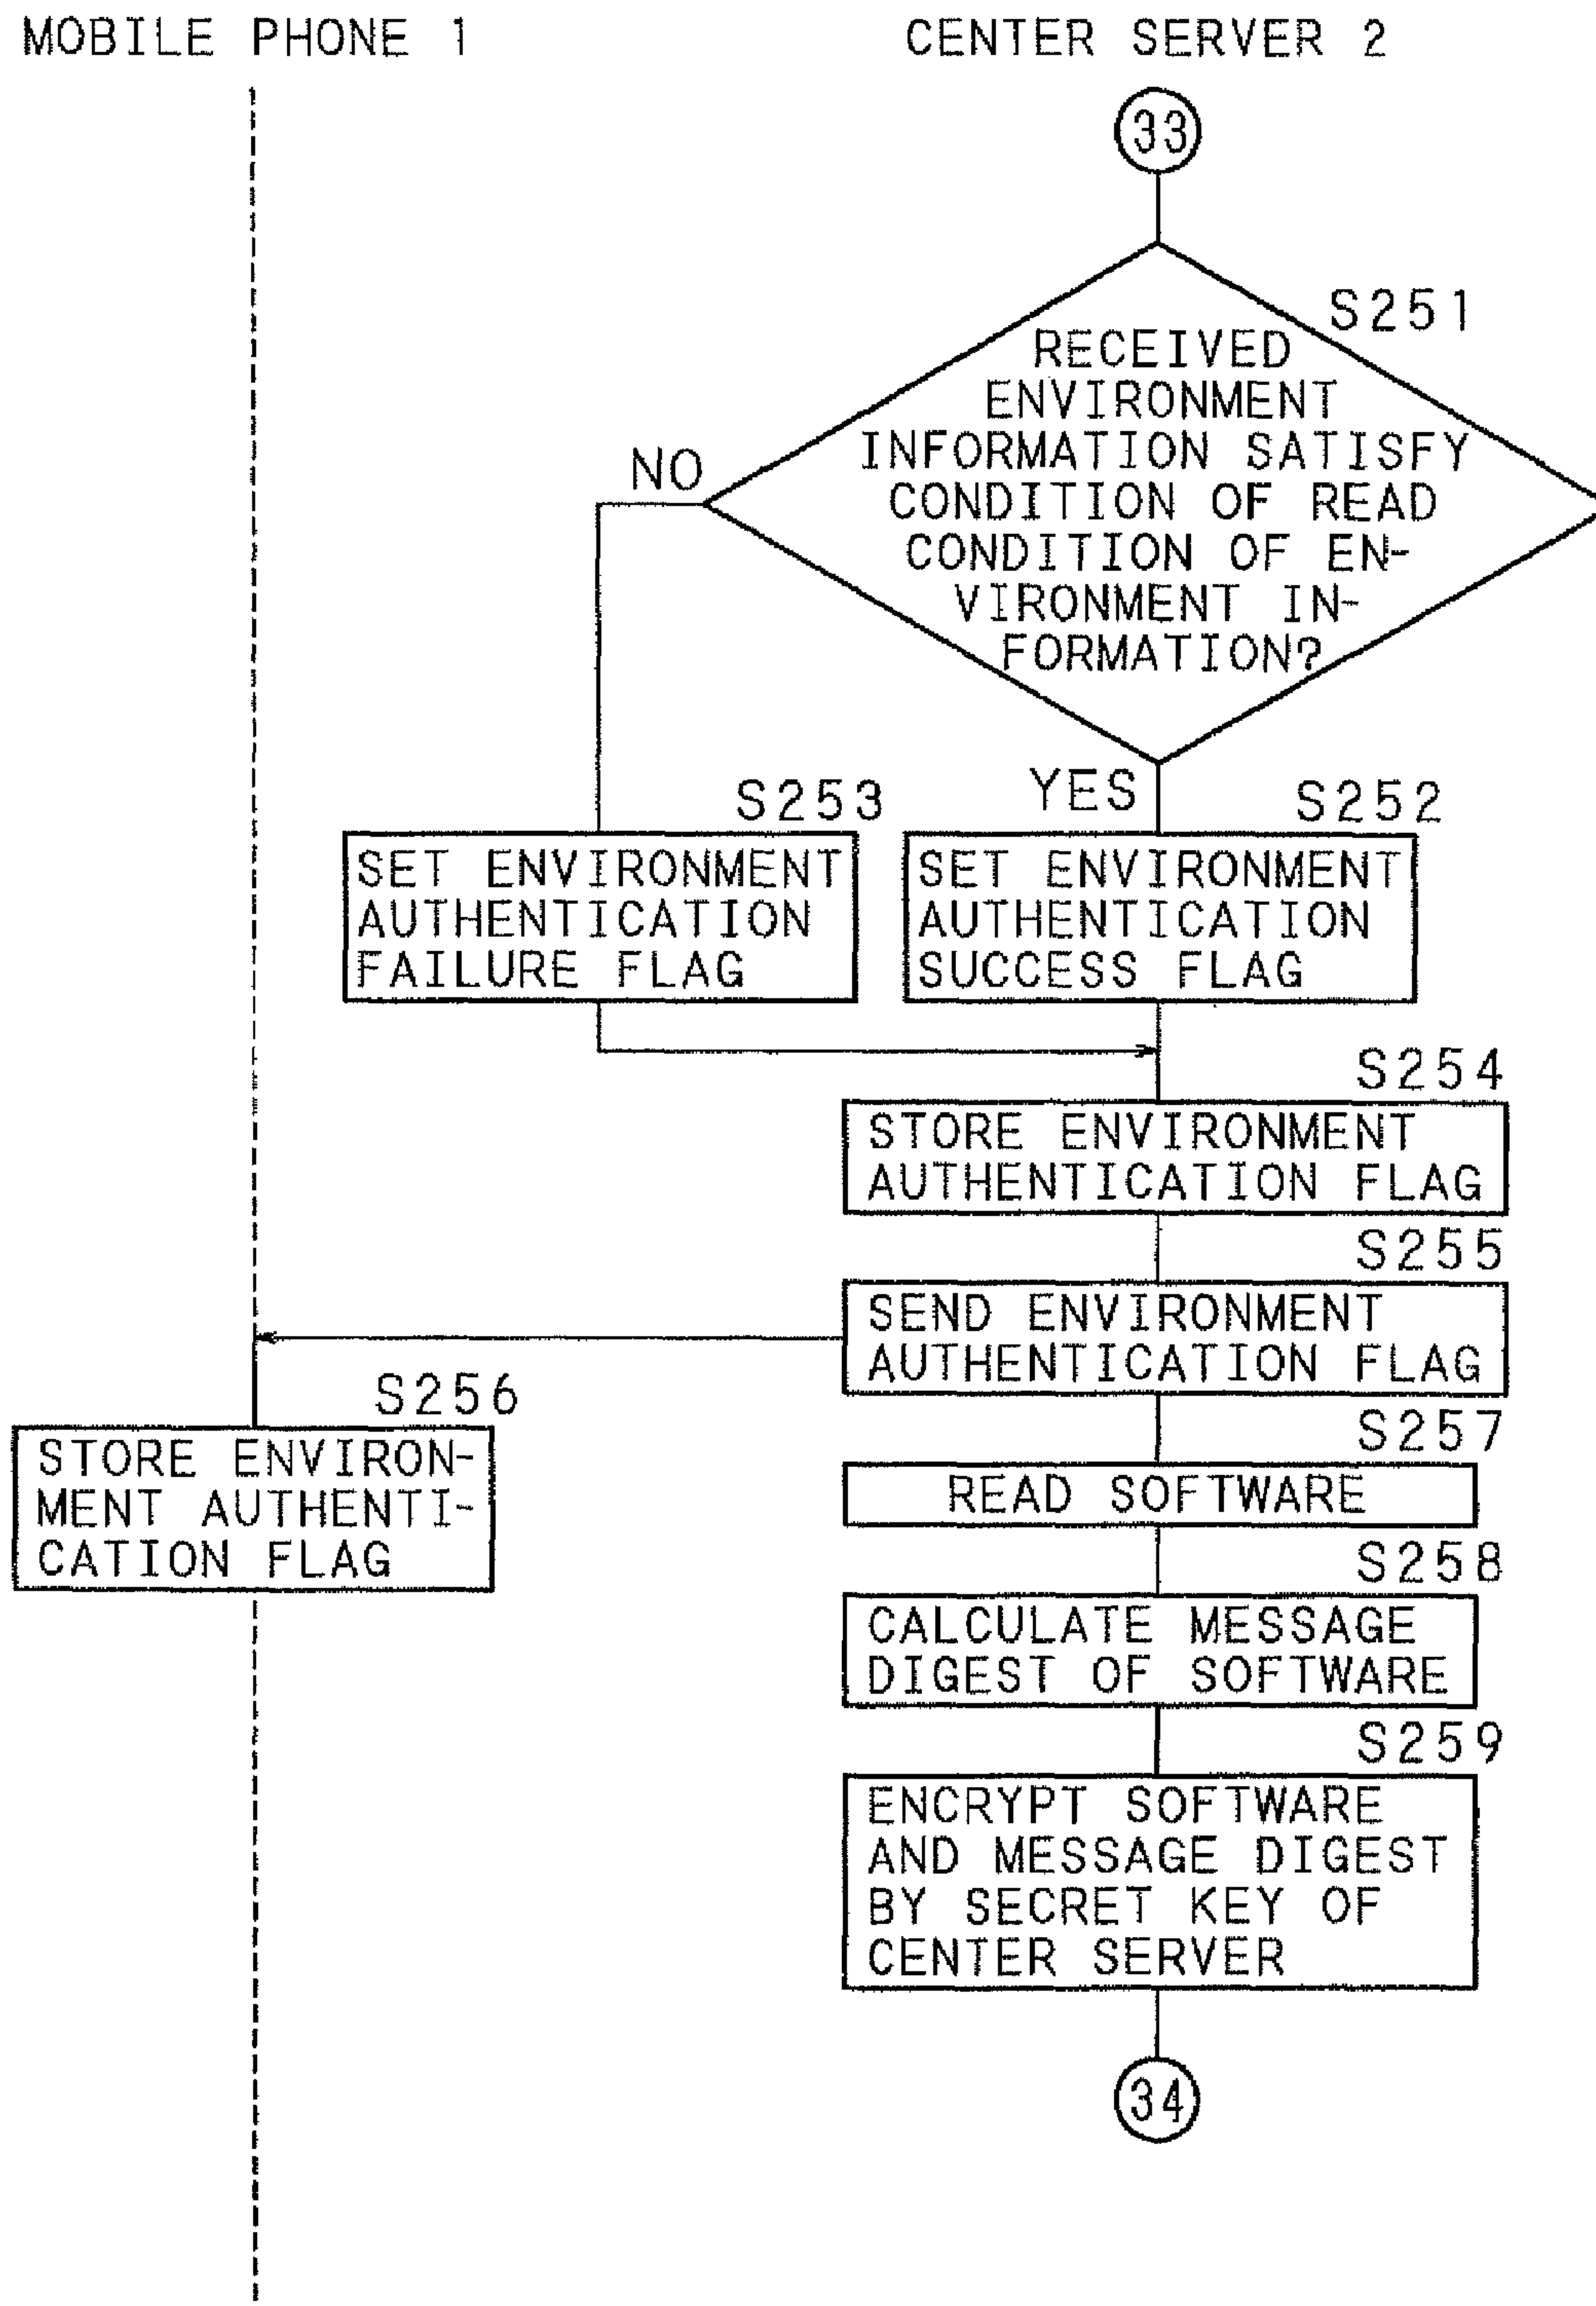 MOBILE PHONE 1
CENTER SERVER 2
33
S251
RECEIVED
ENVIRONMENT
INFORMATION SATISFY
CONDITION OF READ
CONDITION OF EN-
VIRONMENT IN-
FORMATION?
NO
YES
S253
SET ENVIRONMENT
AUTHENTICATION
FAILURE FLAG
S252
SET ENVIRONMENT
AUTHENTICATION
SUCCESS FLAG
S254
STORE ENVIRONMENT
AUTHENTICATION FLAG
S255
SEND ENVIRONMENT
AUTHENTICATION FLAG
S256
STORE ENVIRON-
MENT AUTHENTI-
CATION FLAG
S257
READ SOFTWARE
S258
CALCULATE MESSAGE
DIGEST OF SOFTWARE
S259
ENCRYPT SOFTWARE
AND MESSAGE DIGEST
BY SECRET KEY OF
CENTER SERVER
34